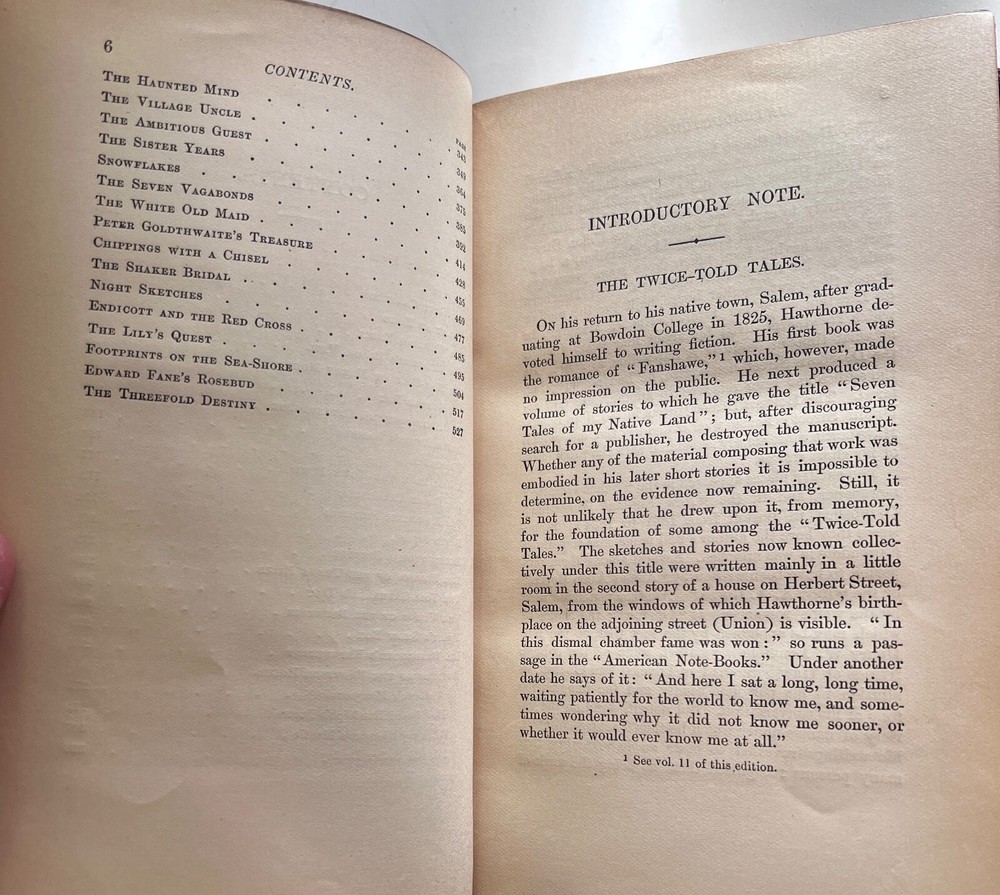 6
CONTENTS.
PAGE
THE HAUNTED MIND . . . . . . . 343
THE VILLAGE UNCLE . . . . . . . 349
THE AMBITIOUS GUEST . . . . . . . 364
THE SISTER YEARS . . . . . . . 375
SNOWFLAKES . . . . . . . 385
THE SEVEN VAGABONDS . . . . . . . 392
THE WHITE OLD MAID . . . . . . . 414
PETER GOLDTHWAITE'S TREASURE . . . . . 428
CHIPPINGS WITH A CHISEL . . . . . . 455
THE SHAKER BRIDAL . . . . . . . 469
NIGHT SKETCHES . . . . . . . 477
ENDICOTT AND THE RED CROSS . . . . . . 485
THE LILY'S QUEST . . . . . . . 495
FOOTPRINTS ON THE SEA-SHORE . . . . . . 504
EDWARD FANE'S ROSEBUD . . . . . . 517
THE THREEFOLD DESTINY . . . . . . . 527
INTRODUCTORY NOTE.
THE TWICE-TOLD TALES.
ON his return to his native town, Salem, after grad-
uating at Bowdoin College in 1825, Hawthorne de-
voted himself to writing fiction. His first book was
the romance of "Fanshawe," 1 which, however, made
no impression on the public. He next produced a
volume of stories to which he gave the title "Seven
Tales of my Native Land"; but, after discouraging
search for a publisher, he destroyed the manuscript.
Whether any of the material composing that work was
embodied in his later short stories it is impossible to
determine, on the evidence now remaining. Still, it
is not unlikely that he drew upon it, from memory,
for the foundation of some among the "Twice-Told
Tales." The sketches and stories now known collec-
tively under this title were written mainly in a little
room in the second story of a house on Herbert Street,
Salem, from the windows of which Hawthorne's birth-
place on the adjoining street (Union) is visible. "In
this dismal chamber fame was won:" so runs a pas-
sage in the "American Note-Books." Under another
date he says of it: "And here I sat a long, long time,
waiting patiently for the world to know me, and some-
times wondering why it did not know me sooner, or
whether it would ever know me at all."
1 See vol. 11 of this edition.